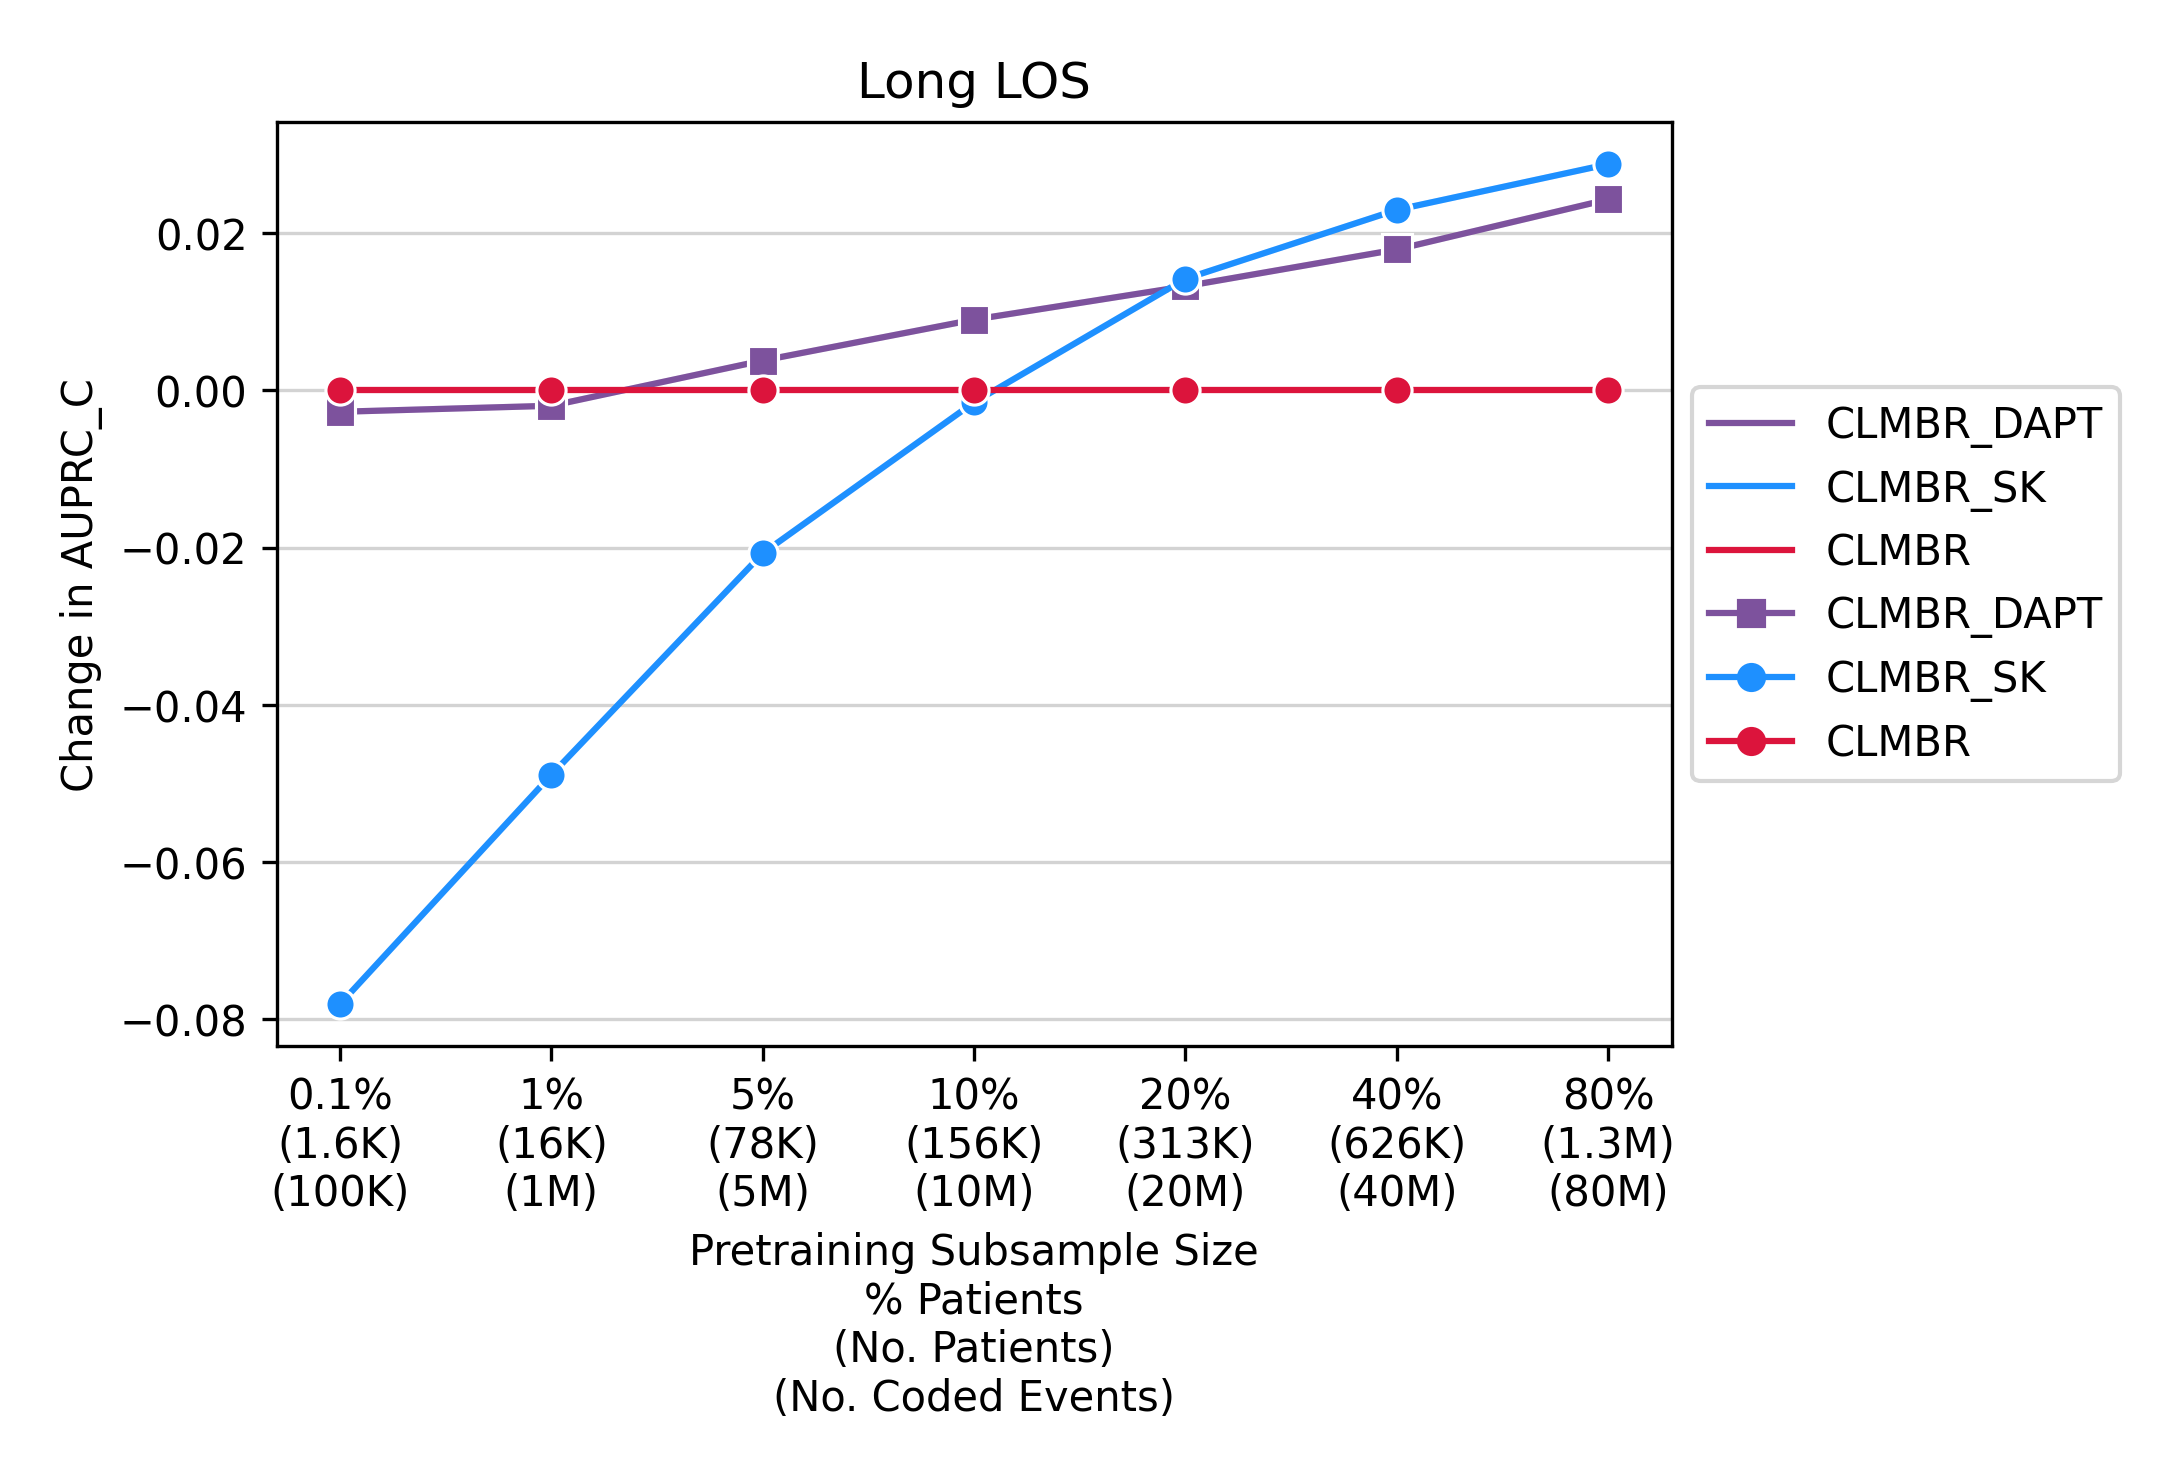 Long LOS
Change in AUPRC_C
0.02
0.00
−0.02
−0.04
−0.06
−0.08
0.1% 1% 5% 10% 20% 40% 80%
(1.6K) (16K) (78K) (156K) (313K) (626K) (1.3M)
(100K) (1M) (5M) (10M) (20M) (40M) (80M)
Pretraining Subsample Size
% Patients
(No. Patients)
(No. Coded Events)
CLMBR_DAPT
CLMBR_SK
CLMBR
CLMBR_DAPT
CLMBR_SK
CLMBR